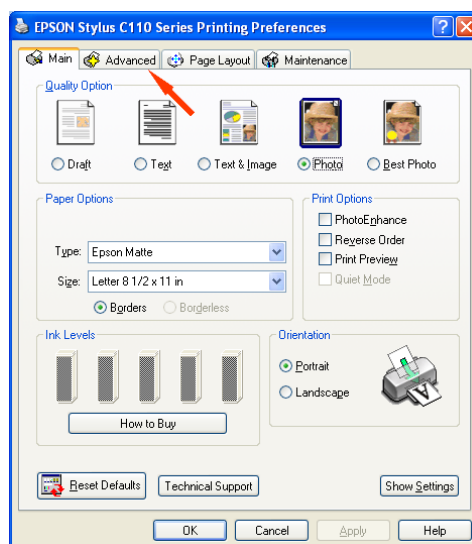 EPSON Stylus C110 Series Printing Preferences
Main Advanced Page Layout Maintenance
Quality Option
Draft Text Text & Image Photo Best Photo
Paper Options
Type: Epson Matte
Size: Letter 8 1/2 x 11 in
Borders Borderless
Print Options
PhotoEnhance
Reverse Order
Print Preview
Quiet Mode
Ink Levels
How to Buy
Orientation
Portrait
Landscape
A
Reset Defaults Technical Support Show Settings
OK Cancel Apply Help